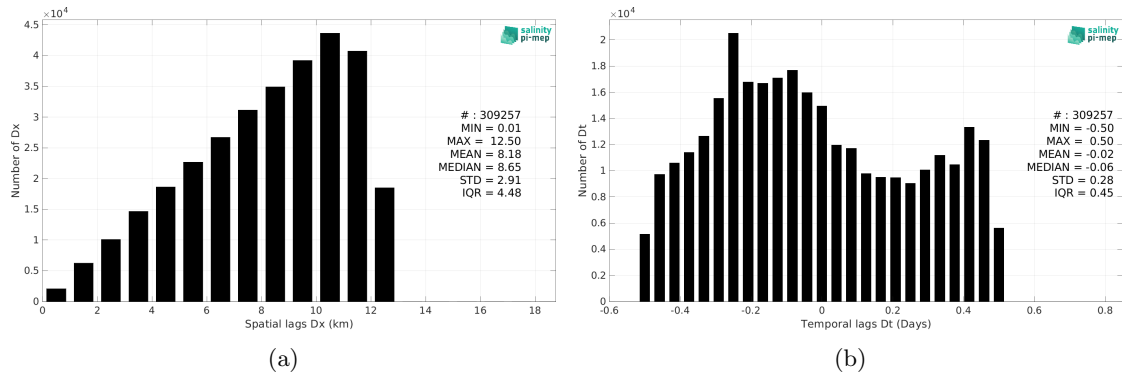 ×10⁴
4.5
4
3.5
3
2.5
2
1.5
1
0.5
0
Number of Dx
0 2 4 6 8 10 12 14 16 18
Spatial lags Dx (km)
salinity
pi-mep
# : 309257
MIN = 0.01
MAX = 12.50
MEAN = 8.18
MEDIAN = 8.65
STD = 2.91
IQR = 4.48
(a)
×10⁴
2
1.8
1.6
1.4
1.2
1
0.8
0.6
0.4
0.2
0
Number of Dt
-0.6 -0.4 -0.2 0 0.2 0.4 0.6 0.8
Temporal lags Dt (Days)
salinity
pi-mep
# : 309257
MIN = -0.50
MAX = 0.50
MEAN = -0.02
MEDIAN = -0.06
STD = 0.28
IQR = 0.45
(b)